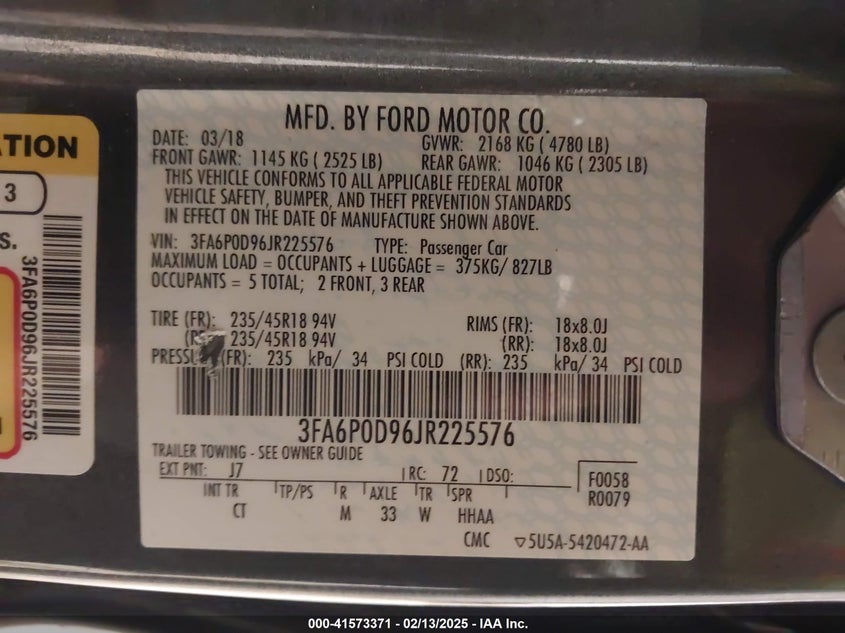 ATION
3
S.
3FA6P0D96JR225576
MFD. BY FORD MOTOR CO.
DATE: 03/18 GVWR: 2168 KG ( 4780 LB)
FRONT GAWR: 1145 KG ( 2525 LB) REAR GAWR: 1046 KG ( 2305 LB)
THIS VEHICLE CONFORMS TO ALL APPLICABLE FEDERAL MOTOR
VEHICLE SAFETY, BUMPER, AND THEFT PREVENTION STANDARDS
IN EFFECT ON THE DATE OF MANUFACTURE SHOWN ABOVE.
VIN: 3FA6P0D96JR225576 TYPE: Passenger Car
MAXIMUM LOAD = OCCUPANTS + LUGGAGE = 375KG/ 827LB
OCCUPANTS = 5 TOTAL; 2 FRONT, 3 REAR
TIRE (FR): 235/45R18 94V RIMS (FR): 18x8.0J
235/45R18 94V (RR): 18x8.0J
(FR): 235 kPa/ 34 PSI COLD (RR): 235 kPa/ 34 PSI COLD
3FA6P0D96JR225576
TRAILER TOWING - SEE OWNER GUIDE
EXT PNT: J7 RC: 72 DSO: F0058
R0079
INT TR TP/PS R AXLE TR SPR
CT M 33 W HHAA
CMC ▽5U5A-5420472-AA
000-41573371 - 02/13/2025 - IAA Inc.